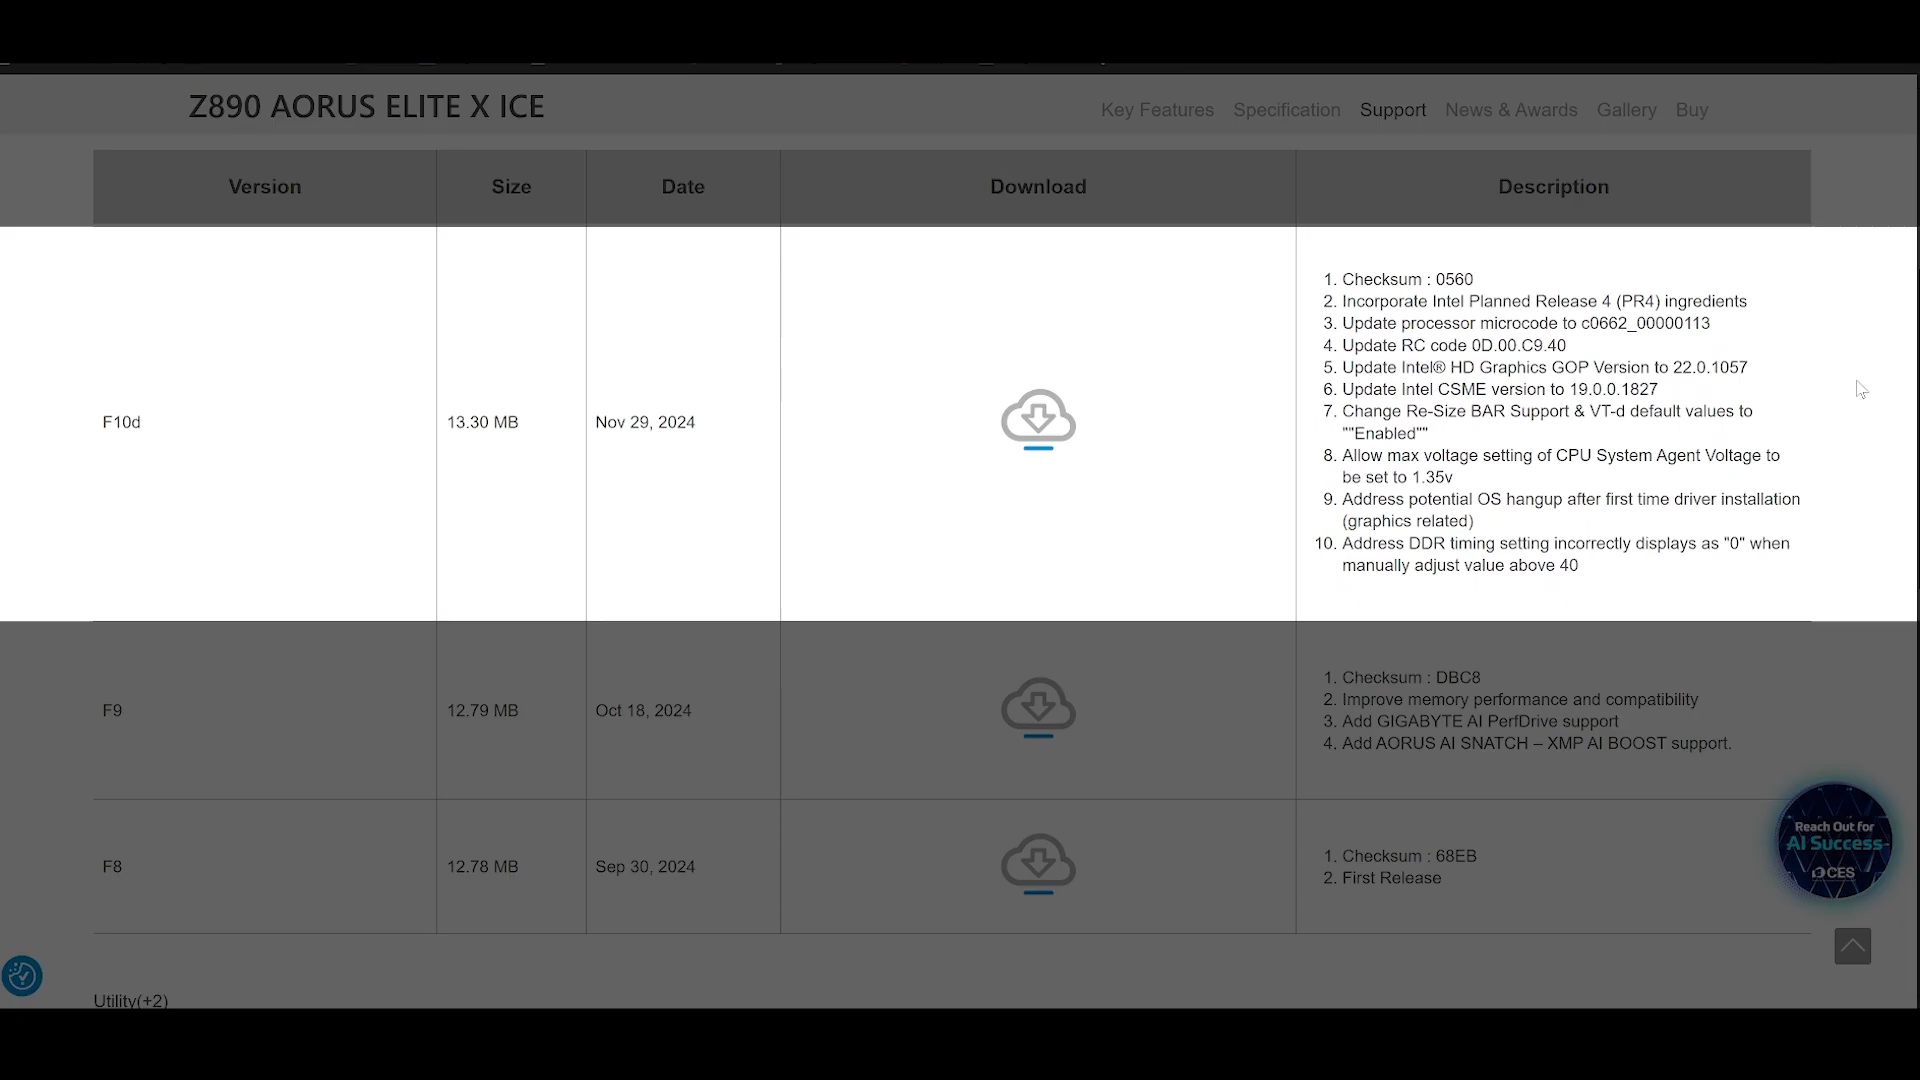 Z890 AORUS ELITE X ICE
Key Features Specification Support News & Awards Gallery Buy
Version Size Date Download Description
F10d 13.30 MB Nov 29, 2024
1. Checksum : 0560
2. Incorporate Intel Planned Release 4 (PR4) ingredients
3. Update processor microcode to c0662_00000113
4. Update RC code 0D.00.C9.40
5. Update Intel® HD Graphics GOP Version to 22.0.1057
6. Update Intel CSME version to 19.0.0.1827
7. Change Re-Size BAR Support & VT-d default values to
""Enabled""
8. Allow max voltage setting of CPU System Agent Voltage to
be set to 1.35v
9. Address potential OS hangup after first time driver installation
(graphics related)
10. Address DDR timing setting incorrectly displays as "0" when
manually adjust value above 40
F9 12.79 MB Oct 18, 2024
1. Checksum : DBC8
2. Improve memory performance and compatibility
3. Add GIGABYTE AI PerfDrive support
4. Add AORUS AI SNATCH – XMP AI BOOST support.
F8 12.78 MB Sep 30, 2024
1. Checksum : 68EB
2. First Release
Reach Out for
AI Success
CES
Utility(+2)